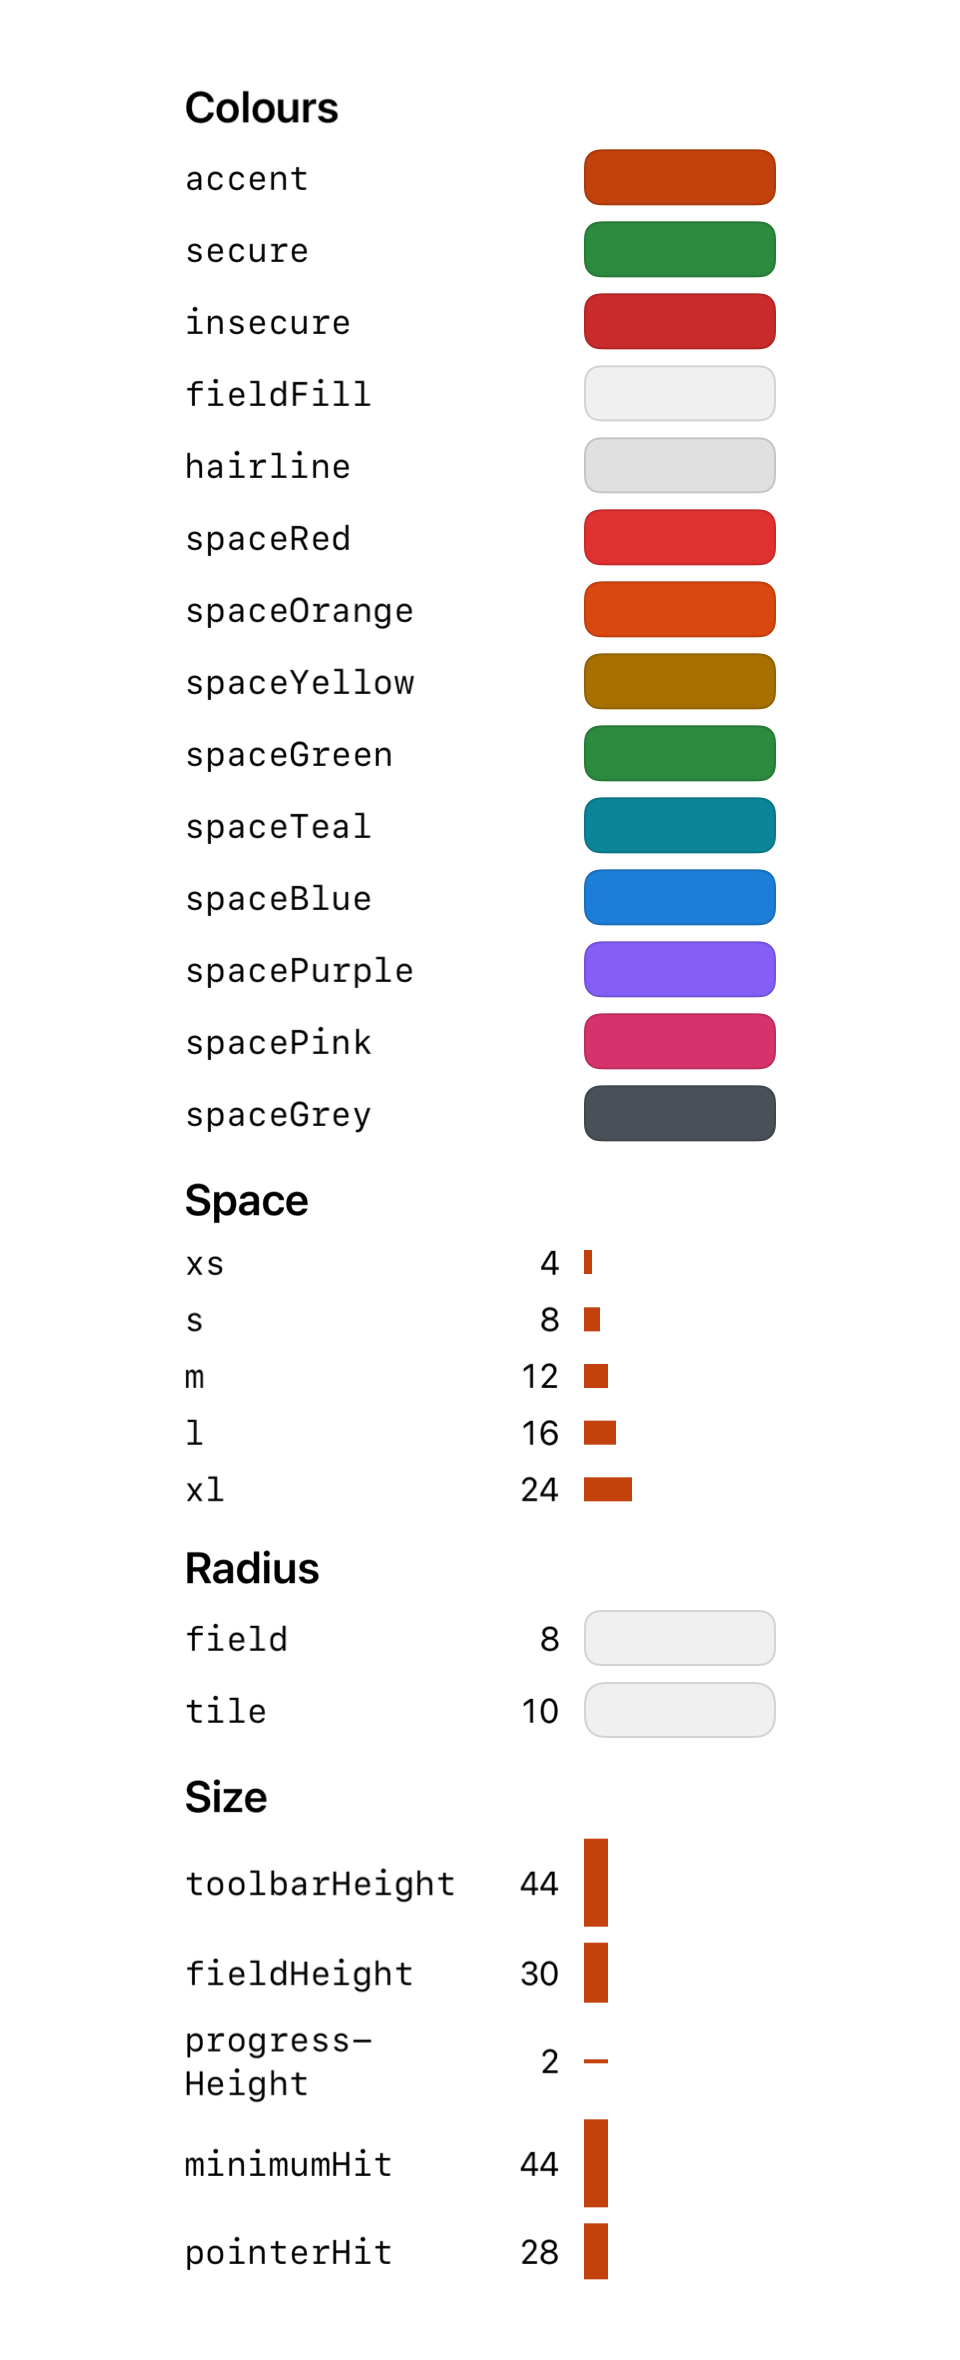 Colours
accent
secure
insecure
fieldFill
hairline
spaceRed
spaceOrange
spaceYellow
spaceGreen
spaceTeal
spaceBlue
spacePurple
spacePink
spaceGrey
Space
xs 4
s 8
m 12
l 16
xl 24
Radius
field 8
tile 10
Size
toolbarHeight 44
fieldHeight 30
progress-
Height 2
minimumHit 44
pointerHit 28